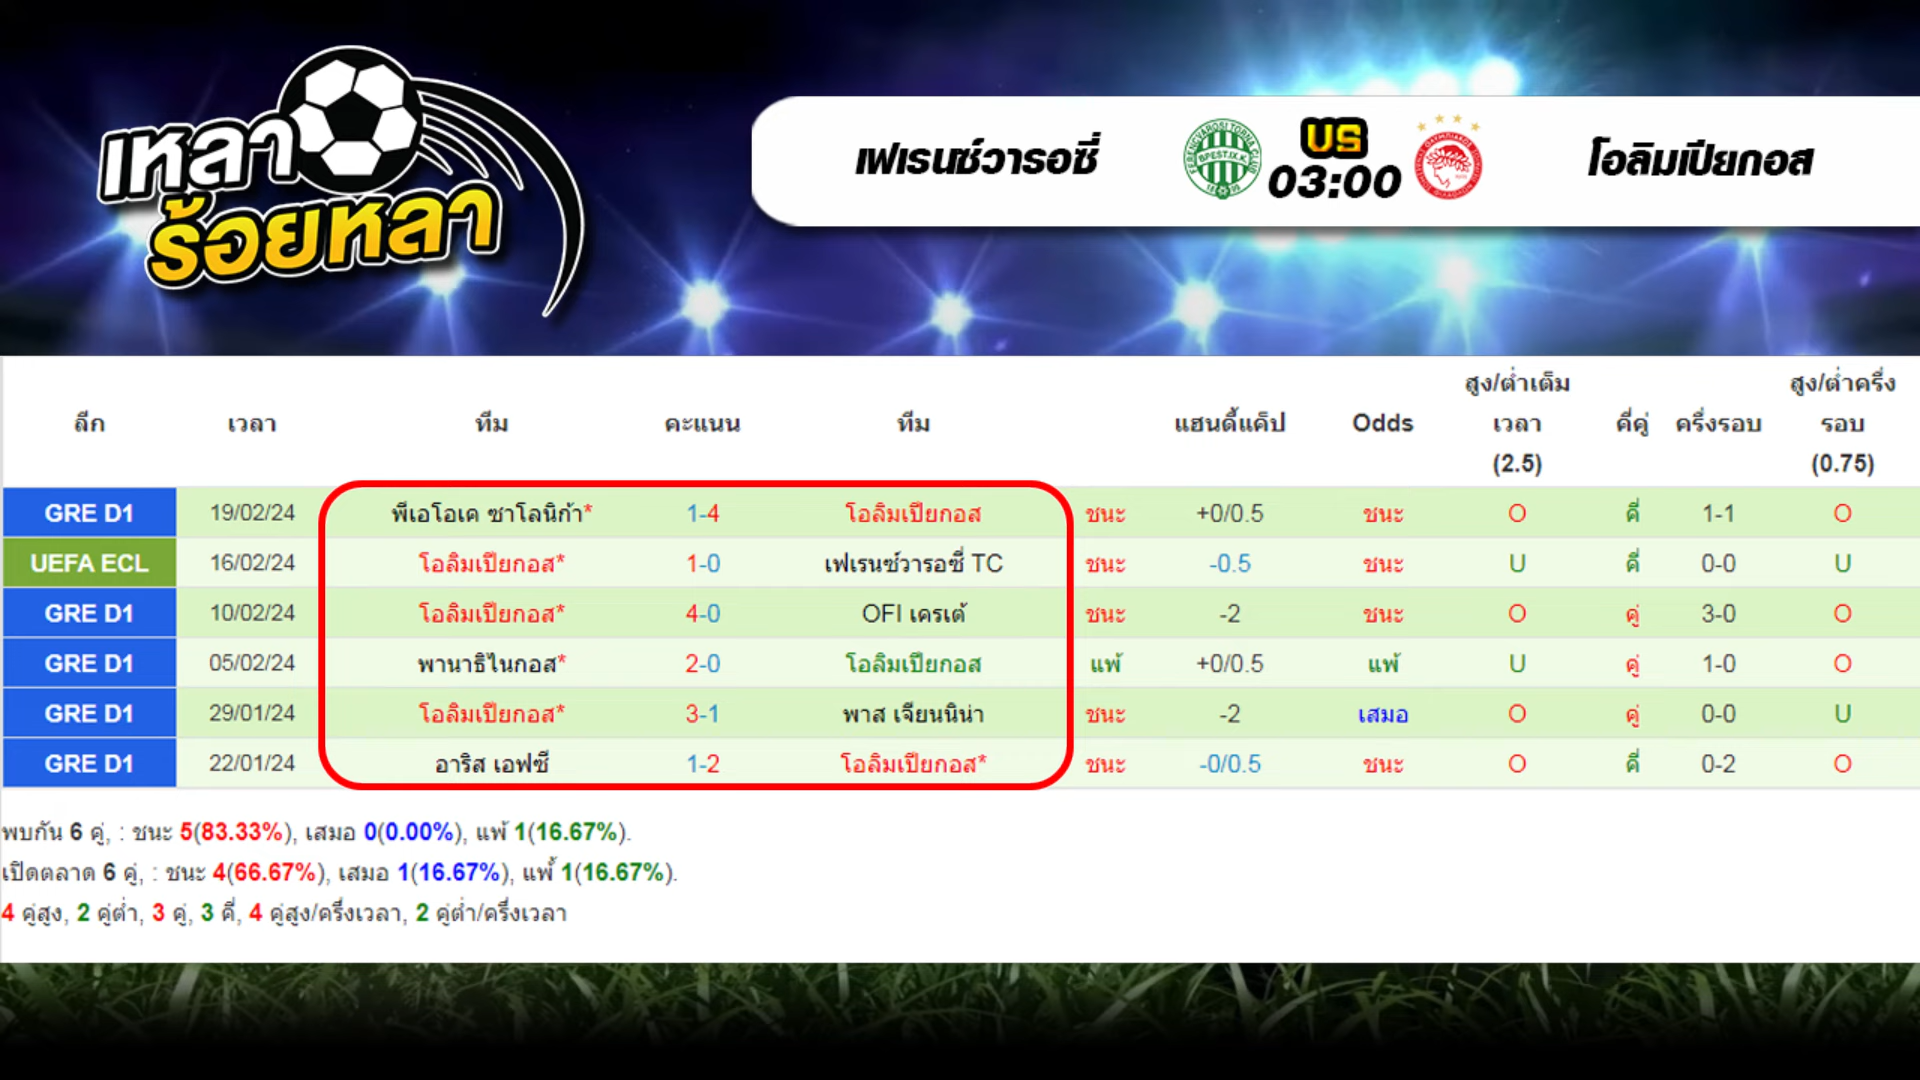 เหลา
ร้อยหลา
เฟเรนซ์วารอซี่ VS 03:00 โอลิมเปียกอส
ลีก เวลา ทีม คะแนน ทีม แฮนดี้แค็ป Odds สูง/ต่ำเต็มเวลา (2.5) คี่คู่ ครึ่งรอบ สูง/ต่ำครึ่งรอบ (0.75)
GRE D1 19/02/24 พีเอโอเค ซาโลนิก้า* 1-4 โอลิมเปียกอส ชนะ +0/0.5 ชนะ O คี่ 1-1 O
UEFA ECL 16/02/24 โอลิมเปียกอส* 1-0 เฟเรนซ์วารอซี่ TC ชนะ -0.5 ชนะ U คี่ 0-0 U
GRE D1 10/02/24 โอลิมเปียกอส* 4-0 OFI เครเต้ ชนะ -2 ชนะ O คู่ 3-0 O
GRE D1 05/02/24 พานาธิไนกอส* 2-0 โอลิมเปียกอส แพ้ +0/0.5 แพ้ U คู่ 1-0 O
GRE D1 29/01/24 โอลิมเปียกอส* 3-1 พาส เจียนนิน่า ชนะ -2 เสมอ O คู่ 0-0 U
GRE D1 22/01/24 อาริส เอฟซี 1-2 โอลิมเปียกอส* ชนะ -0/0.5 ชนะ O คี่ 0-2 O
พบกัน 6 คู่, : ชนะ 5(83.33%), เสมอ 0(0.00%), แพ้ 1(16.67%).
เปิดตลาด 6 คู่, : ชนะ 4(66.67%), เสมอ 1(16.67%), แพ้ 1(16.67%).
4 คู่สูง, 2 คู่ต่ำ, 3 คู่, 3 คี่, 4 คู่สูง/ครึ่งเวลา, 2 คู่ต่ำ/ครึ่งเวลา